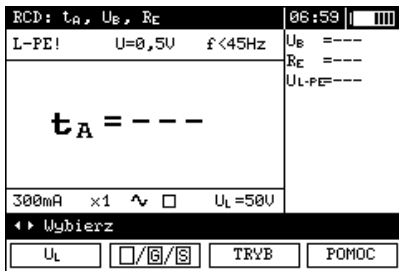 RCD: tA, UB, RE 06:59
L-PE! U=0,5V f<45Hz
UB =---
RE =---
UL-PE=---
tA=---
300mA x1 ∿ □ UL=50V
◂▸ Wybierz
UL □/G/S TRYB POMOC